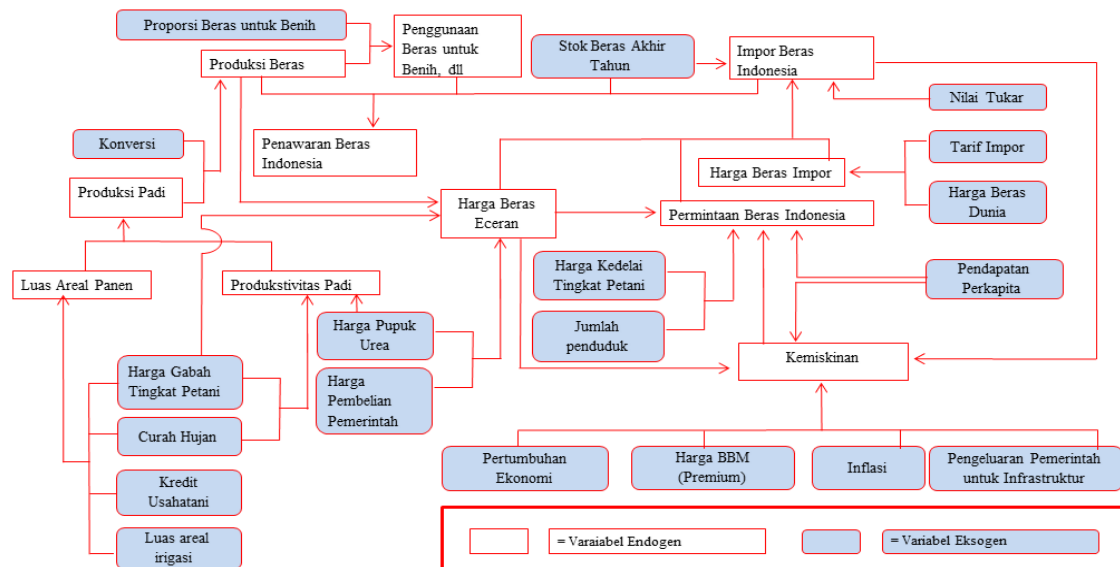 Proporsi Beras untuk Benih
Penggunaan
Beras untuk
Benih, dll
Produksi Beras
Stok Beras Akhir
Tahun
Impor Beras
Indonesia
Nilai Tukar
Konversi
Penawaran Beras
Indonesia
Tarif Impor
Harga Beras Impor
Produksi Padi
Harga Beras
Eceran
Permintaan Beras Indonesia
Harga Beras
Dunia
Luas Areal Panen
Produkstivitas Padi
Harga Kedelai
Tingkat Petani
Pendapatan
Perkapita
Harga Pupuk
Urea
Jumlah
penduduk
Kemiskinan
Harga Gabah
Tingkat Petani
Harga
Pembelian
Pemerintah
Curah Hujan
Kredit
Usahatani
Luas areal
irigasi
Pertumbuhan
Ekonomi
Harga BBM
(Premium)
Inflasi
Pengeluaran Pemerintah
untuk Infrastruktur
= Varaiabel Endogen
= Variabel Eksogen